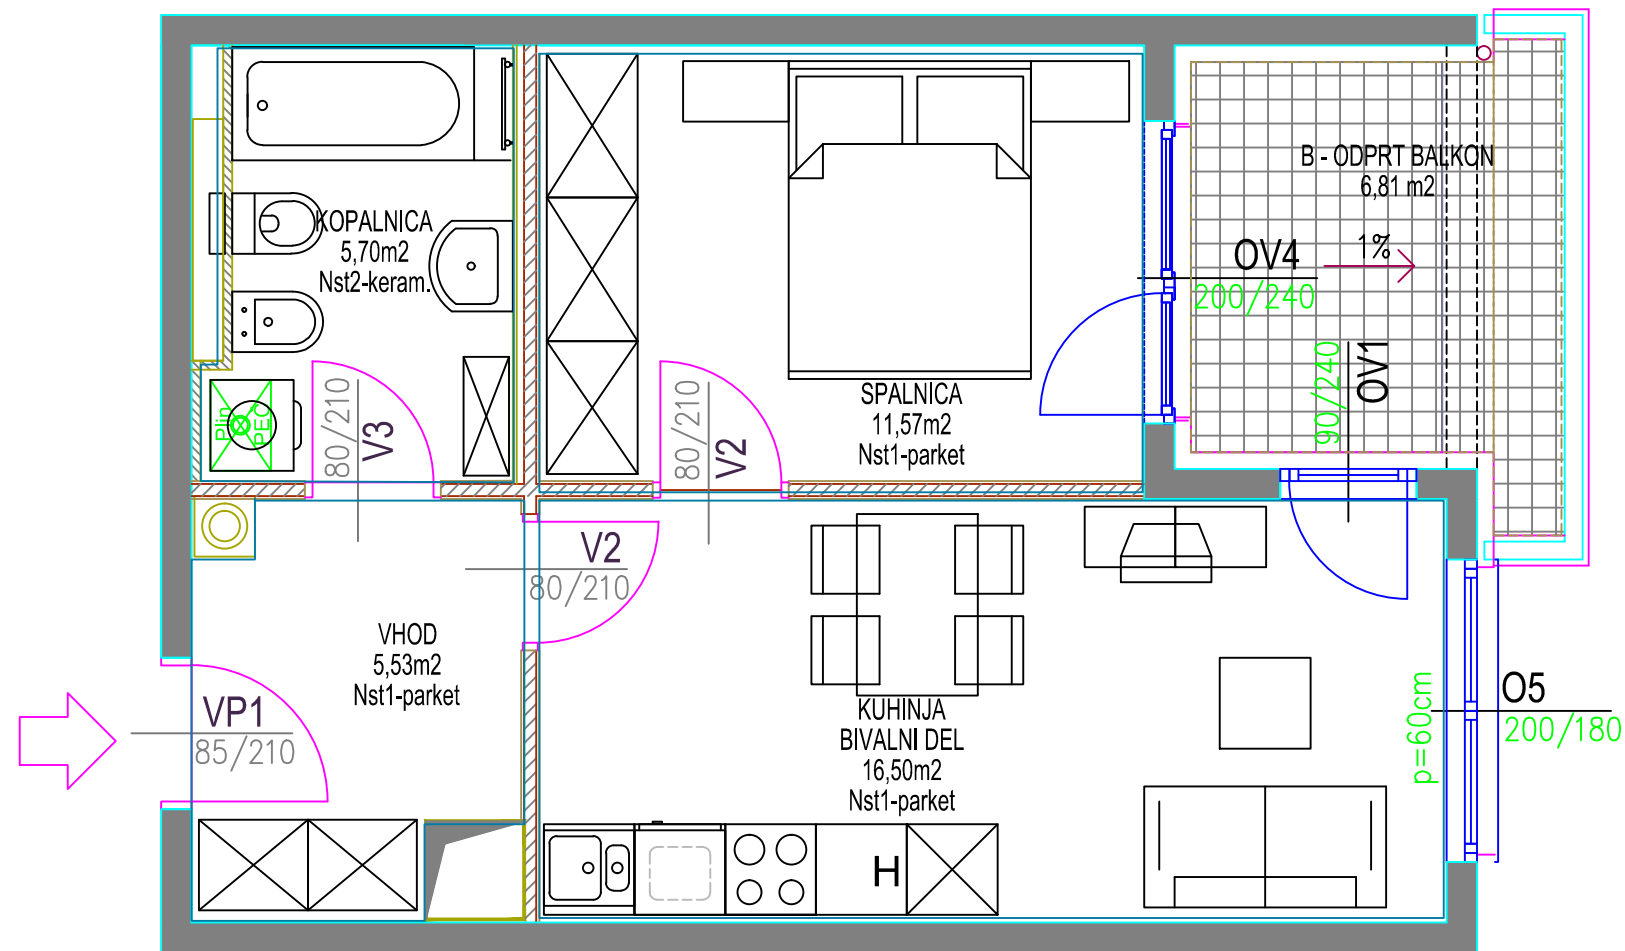 B - ODPRT BALKON
6,81 m2
KOPALNICA
5,70m2
Nst2-keram.
OV4
200/240
1%
OV1
90/240
Plin
PEČ
V3
80/210
V2
80/210
SPALNICA
11,57m2
Nst1-parket
V2
80/210
VHOD
5,53m2
Nst1-parket
VP1
85/210
KUHINJA
BIVALNI DEL
16,50m2
Nst1-parket
O5
200/180
p=60cm
H